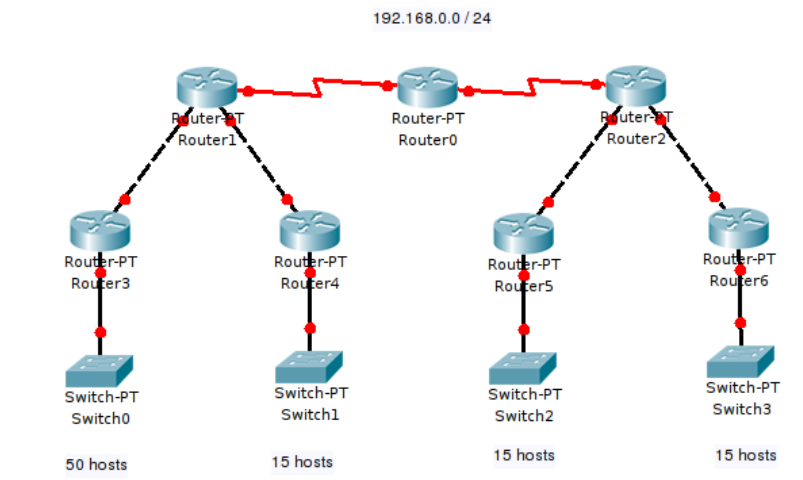 192.168.0.0 / 24
Router-PT
Router1
Router-PT
Router0
Router-PT
Router2
Router-PT
Router3
Router-PT
Router4
Router-PT
Router5
Router-PT
Router6
Switch-PT
Switch0
Switch-PT
Switch1
Switch-PT
Switch2
Switch-PT
Switch3
50 hosts
15 hosts
15 hosts
15 hosts